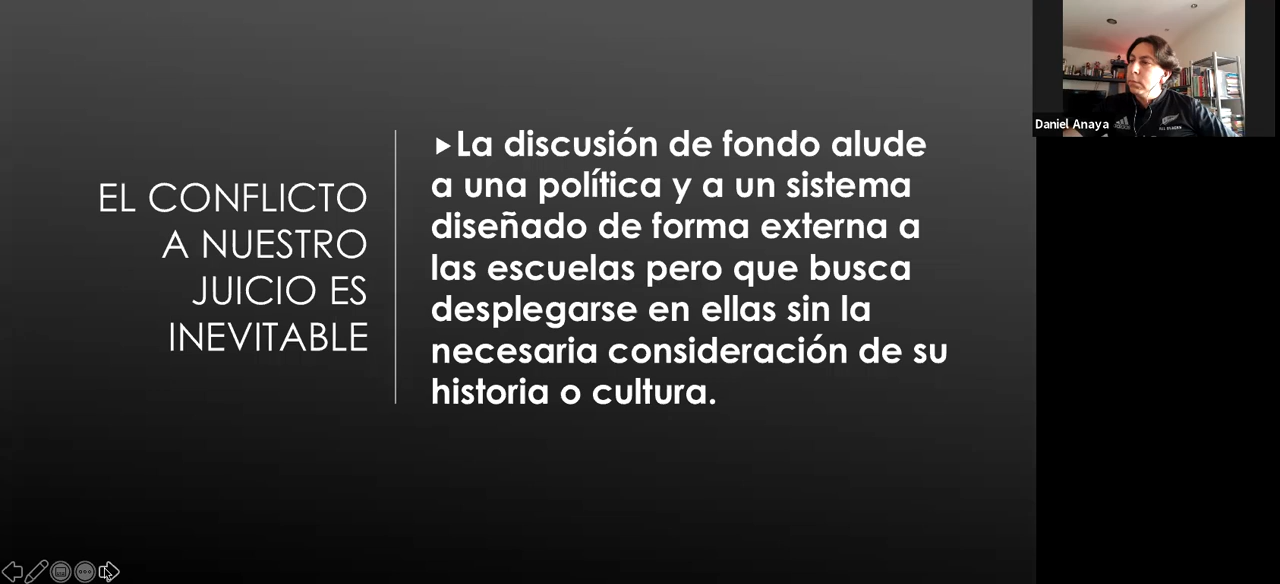 EL CONFLICTO
A NUESTRO
JUICIO ES
INEVITABLE
La discusión de fondo alude
a una política y a un sistema
diseñado de forma externa a
las escuelas pero que busca
desplegarse en ellas sin la
necesaria consideración de su
historia o cultura.
Daniel Anaya